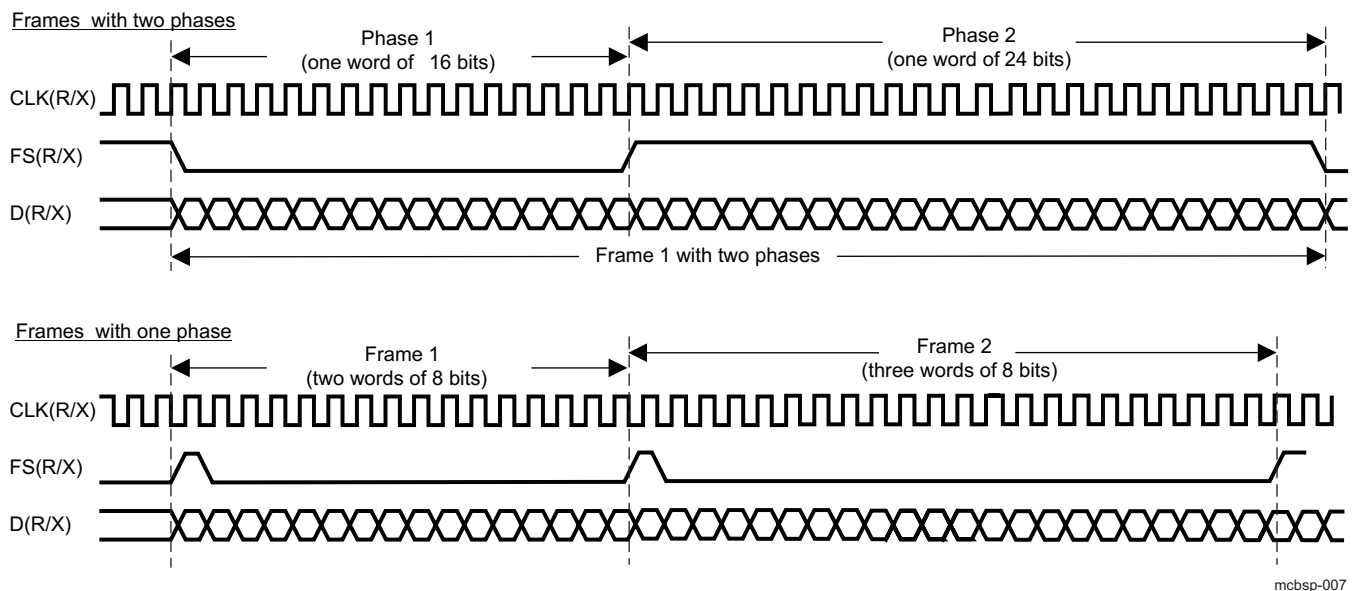 Frames with two phases
Phase 1
(one word of 16 bits)
Phase 2
(one word of 24 bits)
CLK(R/X)
FS(R/X)
D(R/X)
Frame 1 with two phases
Frames with one phase
Frame 1
(two words of 8 bits)
Frame 2
(three words of 8 bits)
CLK(R/X)
FS(R/X)
D(R/X)
mcbsp-007